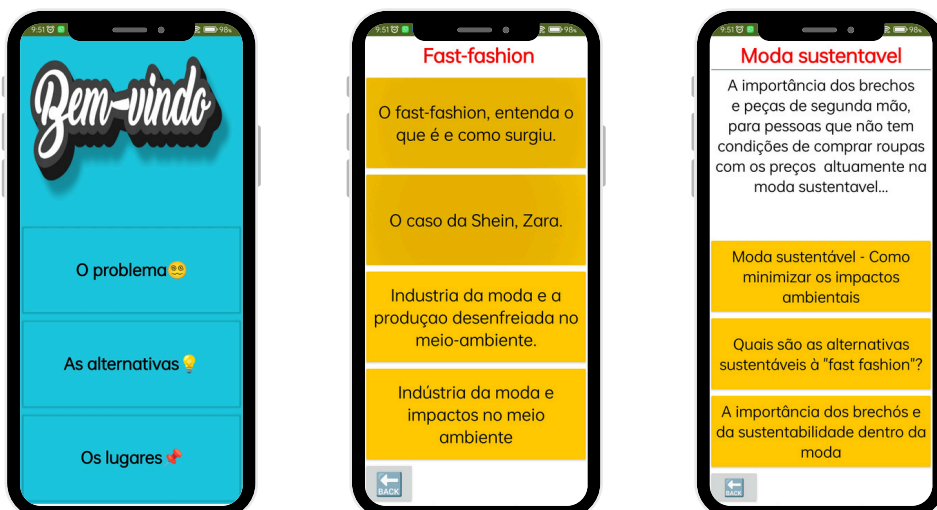 9:51
98%
Bem-vindo
O problema😵‍💫
As alternativas💡
Os lugares📌
9:51
98%
Fast-fashion
O fast-fashion, entenda o
que é e como surgiu.
O caso da Shein, Zara.
Industria da moda e a
produçao desenfreiada no
meio-ambiente.
Indústria da moda e
impactos no meio
ambiente
BACK
9:51
98%
Moda sustentavel
A importância dos brechos
e peças de segunda mão,
para pessoas que não tem
condições de comprar roupas
com os preços altuamente na
moda sustentavel...
Moda sustentável - Como
minimizar os impactos
ambientais
Quais são as alternativas
sustentáveis à "fast fashion"?
A importância dos brechós e
da sustentabilidade dentro da
moda
BACK